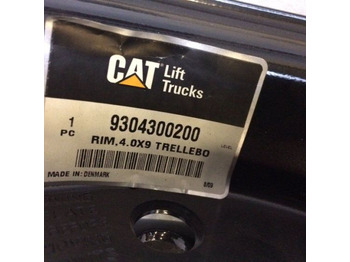 CAT Lift
Trucks
1 9304300200
PC RIM,4.0X9 TRELLEBO
MADE IN: DENMARK